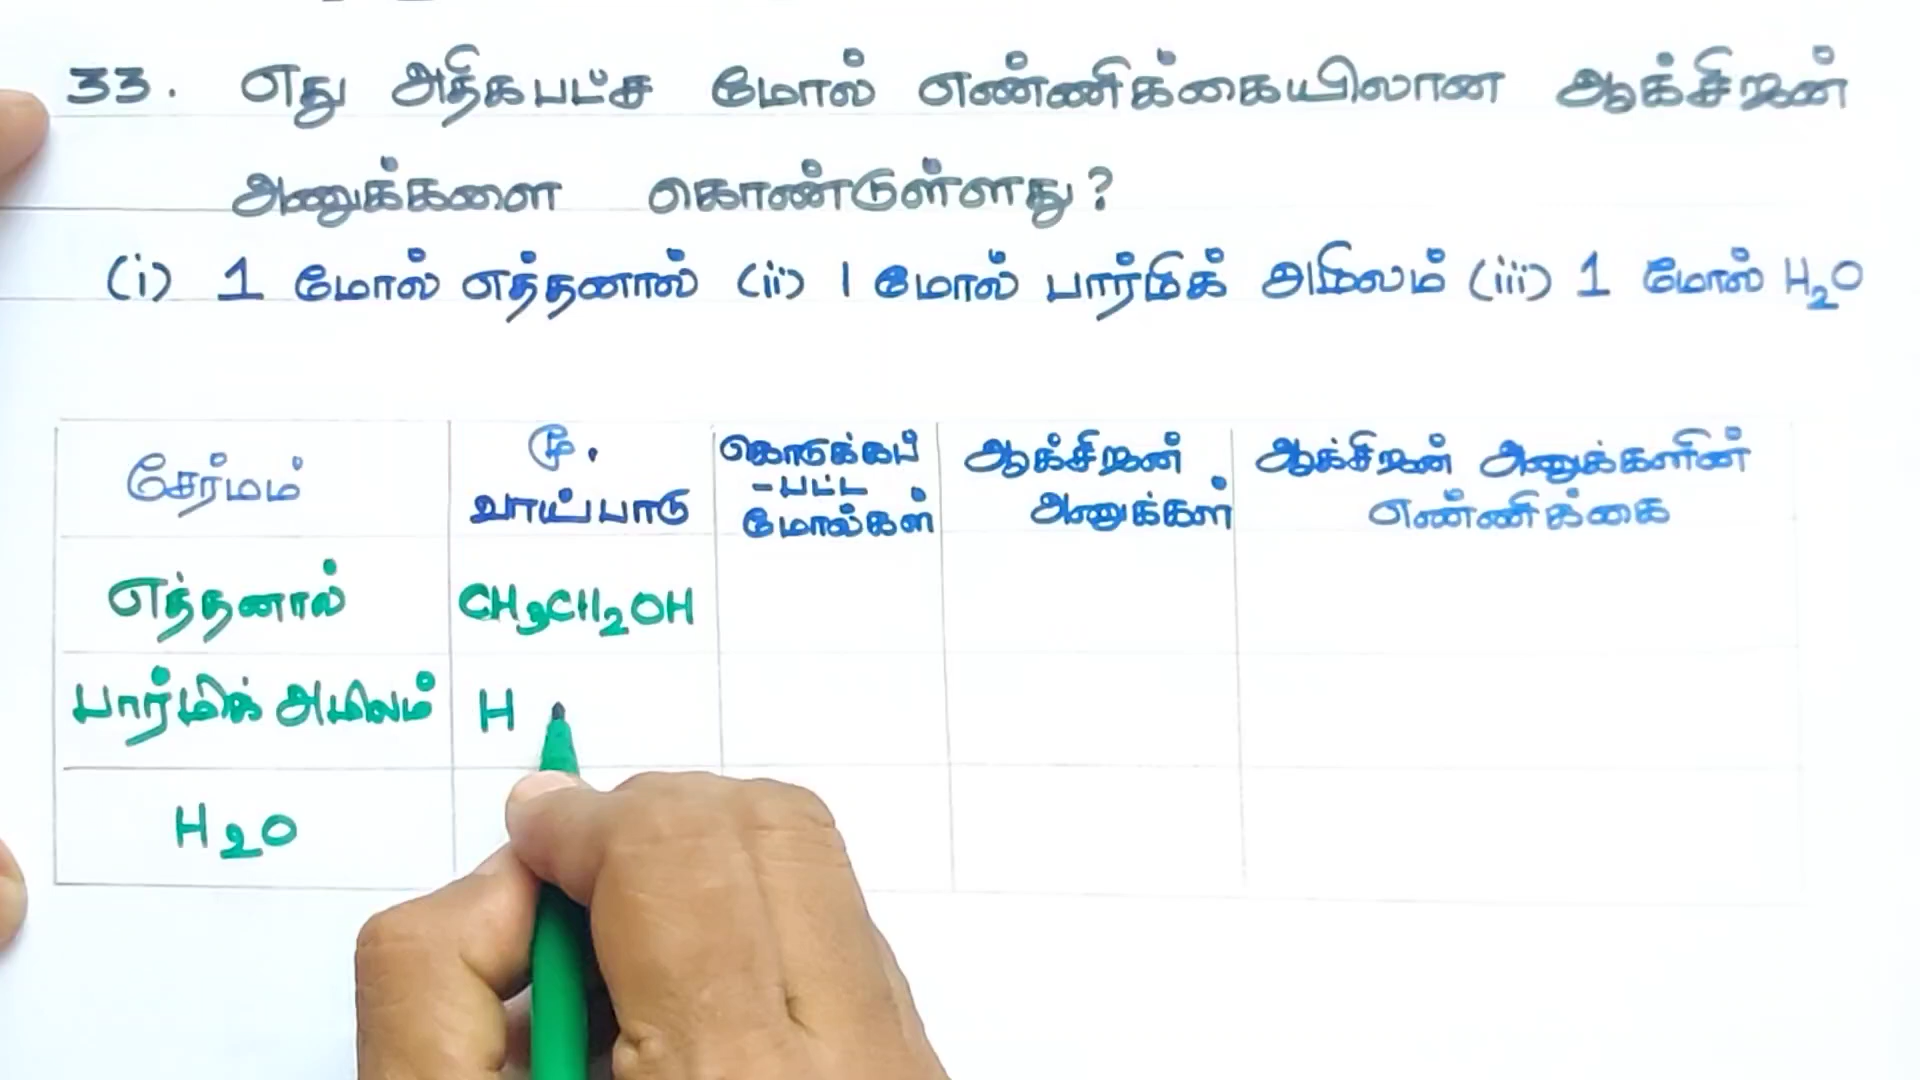 33. எது அதிகபட்ச மோல் எண்ணிக்கையிலான ஆக்சிஜன்
அணுக்களை கொண்டுள்ளது?
(i) 1 மோல் எத்தனால் (ii) 1 மோல் பார்மிக் அமிலம் (iii) 1 மோல் H₂O
சேர்மம்
மூ.
வாய்பாடு
கொடுக்கப்
-பட்ட
மோல்கள்
ஆக்சிஜன்
அணுக்கள்
ஆக்சிஜன் அணுக்களின்
எண்ணிக்கை
எத்தனால்
CH₃CH₂OH
பார்மிக் அமிலம்
H
H₂O